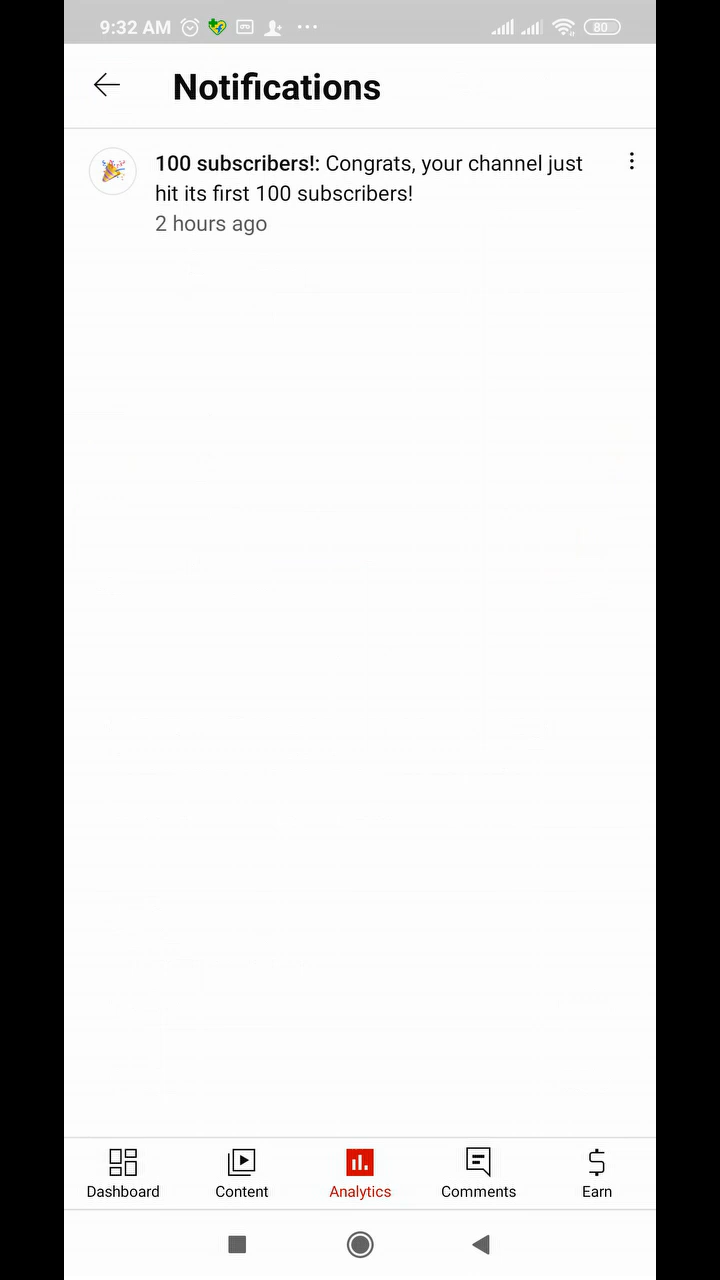 9:32 AM
80
Notifications
100 subscribers!: Congrats, your channel just
hit its first 100 subscribers!
2 hours ago
Dashboard
Content
Analytics
Comments
Earn